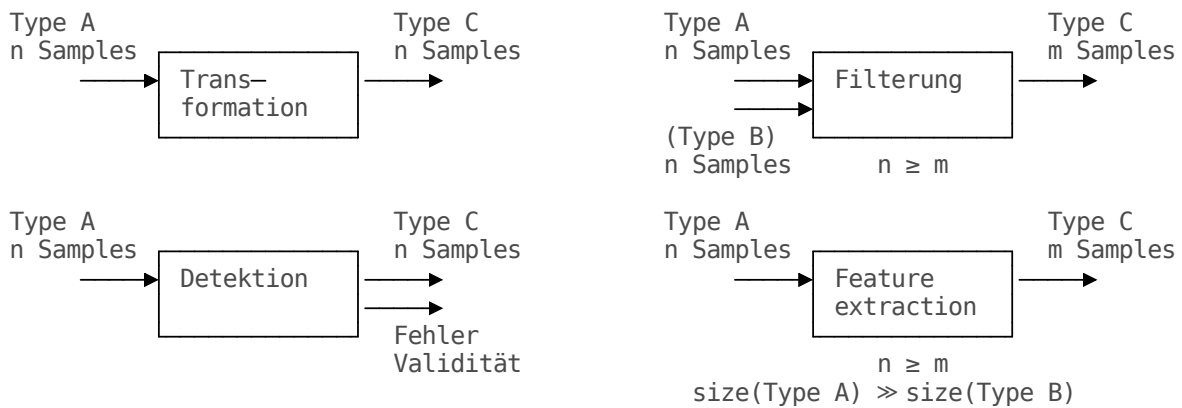 Type A
n Samples
Trans–
formation
Type C
n Samples
Type A
n Samples
(Type B)
n Samples
Filterung
n ≥ m
Type C
m Samples
Type A
n Samples
Detektion
Type C
n Samples
Fehler
Validität
Type A
n Samples
Feature
extraction
Type C
m Samples
n ≥ m
size(Type A) ≫ size(Type B)